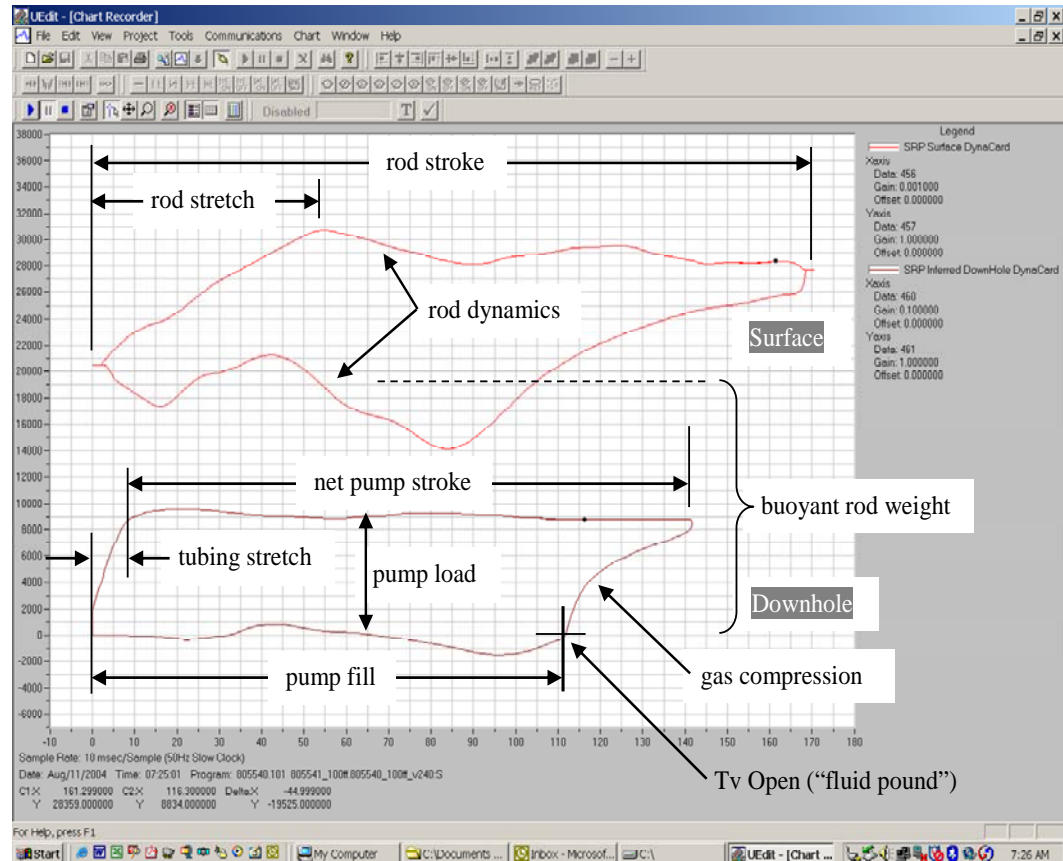 UEdit - [Chart Recorder]
File Edit View Project Tools Communications Chart Window Help
Disabled
T
38000
36000
34000
32000
30000
28000
26000
24000
22000
20000
18000
16000
14000
12000
10000
8000
6000
4000
2000
0
-2000
-4000
-6000
rod stroke
rod stretch
rod dynamics
Surface
net pump stroke
buoyant rod weight
tubing stretch
pump load
Downhole
gas compression
pump fill
Tv Open (“fluid pound”)
-10 0 10 20 30 40 50 60 70 80 90 100 110 120 130 140 150 160 170 180
Legend
SRP Surface DynaCard
Xaxis
Data: 456
Gain: 0.001000
Offset: 0.000000
Yaxis
Data: 457
Gain: 1.000000
Offset: 0.000000
SRP Inferred DownHole DynaCard
Xaxis
Data: 460
Gain: 0.100000
Offset: 0.000000
Yaxis
Data: 461
Gain: 1.000000
Offset: 0.000000
Sample Rate: 10 msec/Sample (50Hz Slow Clock)
Date: Aug/11/2004 Time: 07:25:01 Program: 805540.101 805541_100ft.805540_100ft_v240:S
C1:X 161.299000 C2:X 116.300000 Delta:X -44.999000
Y 28359.000000 Y 8834.000000 Y -19525.000000
For Help, press F1
Start My Computer C:\Documents ... Inbox - Microsof... C:\ UEdit - [Chart ... 7:26 AM